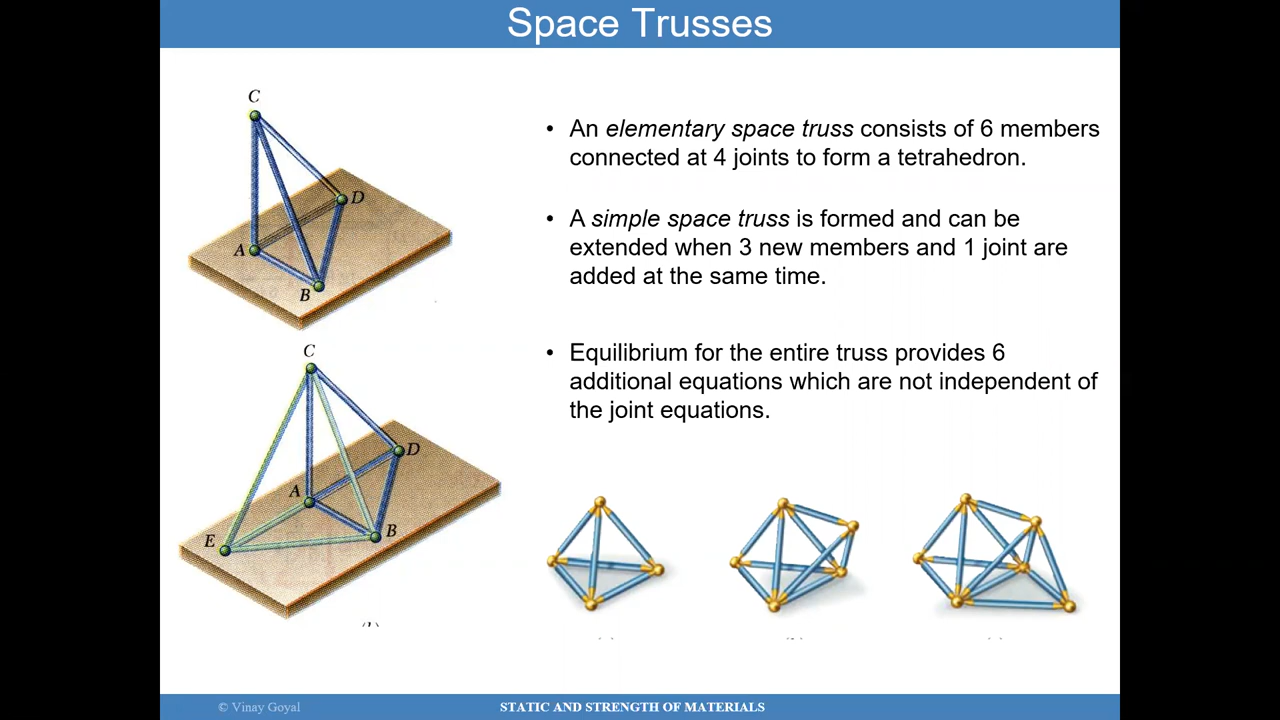 Space Trusses
C
D
A
B
• An elementary space truss consists of 6 members
connected at 4 joints to form a tetrahedron.
• A simple space truss is formed and can be
extended when 3 new members and 1 joint are
added at the same time.
• Equilibrium for the entire truss provides 6
additional equations which are not independent of
the joint equations.
C
D
A
B
E
© Vinay Goyal
STATIC AND STRENGTH OF MATERIALS